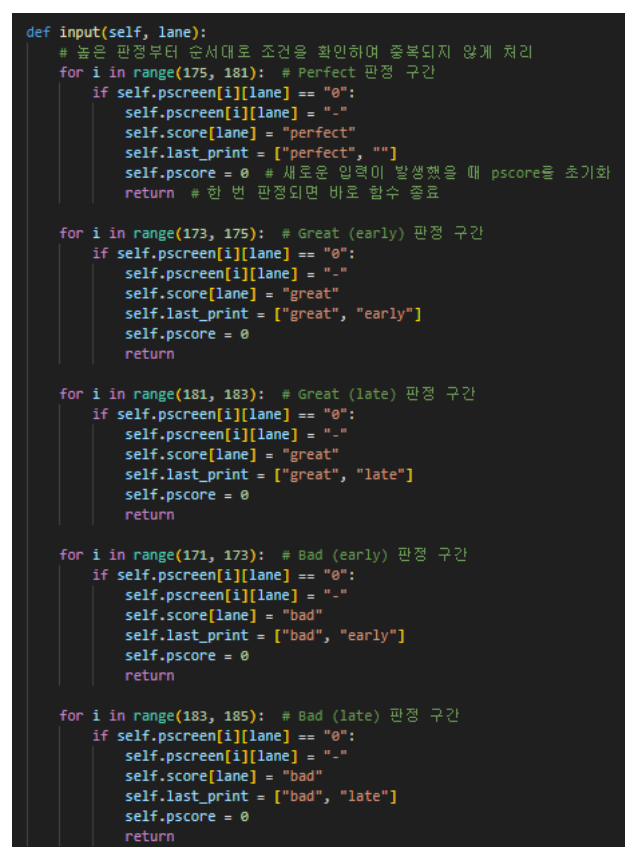 def input(self, lane):
    # 높은 판정부터 순서대로 조건을 확인하며 중복되지 않게 처리
    for i in range(175, 181):  # Perfect 판정 구간
        if self.pscreen[i][lane] == "0":
            self.pscreen[i][lane] = "-"
            self.score[lane] = "perfect"
            self.last_print = ["perfect", ""]
            self.pscore = 0  # 새로운 입력이 발생했을 때 pscore를 초기화
            return  # 한 번 판정되면 바로 함수 종료

    for i in range(173, 175):  # Great (early) 판정 구간
        if self.pscreen[i][lane] == "0":
            self.pscreen[i][lane] = "-"
            self.score[lane] = "great"
            self.last_print = ["great", "early"]
            self.pscore = 0
            return

    for i in range(181, 183):  # Great (late) 판정 구간
        if self.pscreen[i][lane] == "0":
            self.pscreen[i][lane] = "-"
            self.score[lane] = "great"
            self.last_print = ["great", "late"]
            self.pscore = 0
            return

    for i in range(171, 173):  # Bad (early) 판정 구간
        if self.pscreen[i][lane] == "0":
            self.pscreen[i][lane] = "-"
            self.score[lane] = "bad"
            self.last_print = ["bad", "early"]
            self.pscore = 0
            return

    for i in range(183, 185):  # Bad (late) 판정 구간
        if self.pscreen[i][lane] == "0":
            self.pscreen[i][lane] = "-"
            self.score[lane] = "bad"
            self.last_print = ["bad", "late"]
            self.pscore = 0
            return